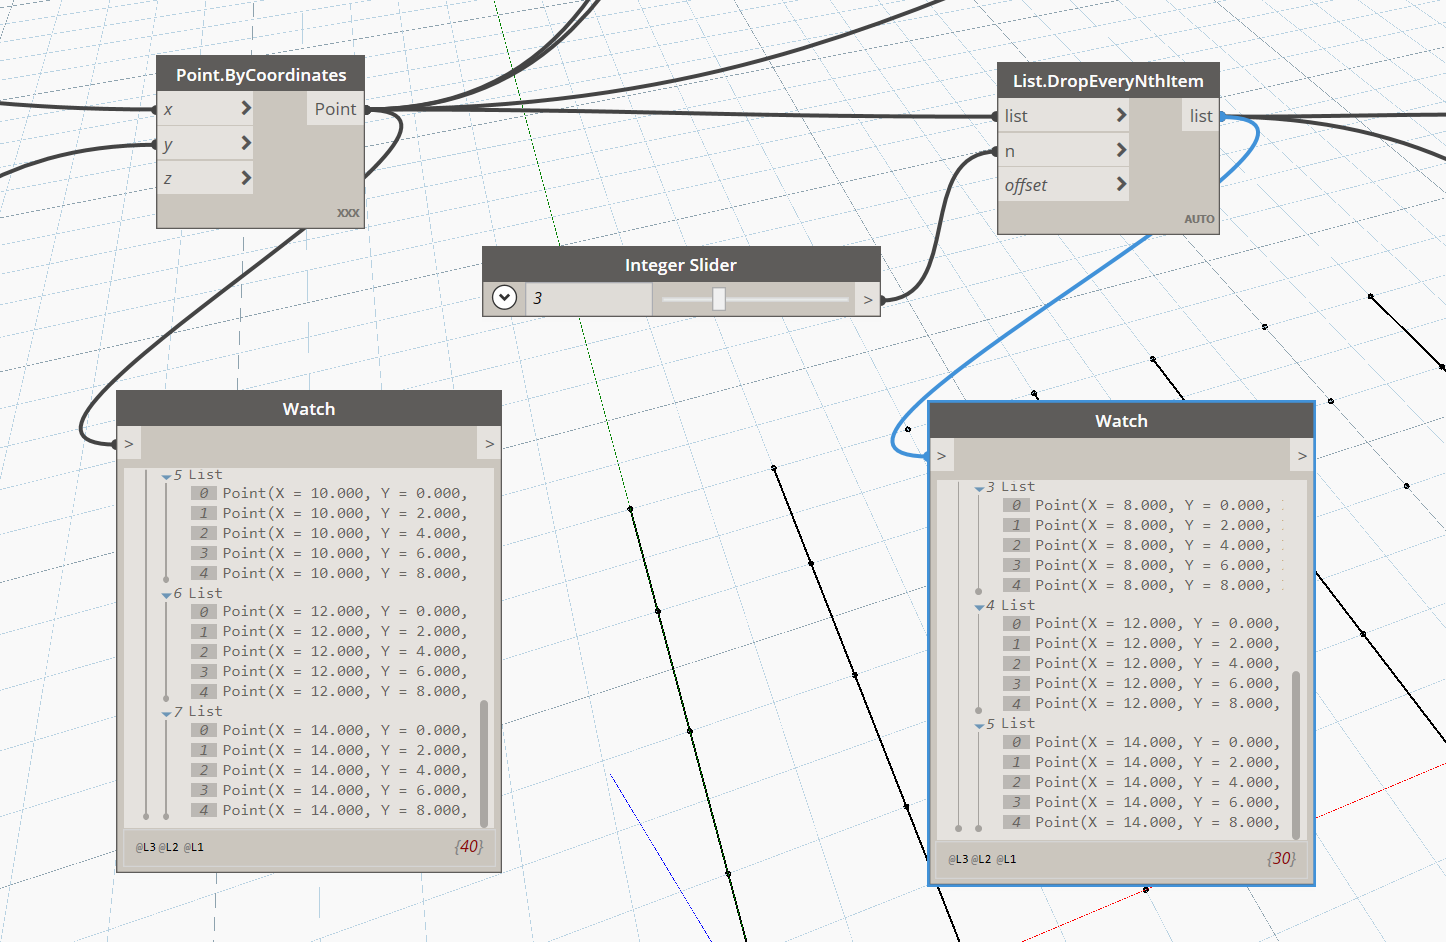 Point.ByCoordinates
x >
Point
y >
z >
XXX
List.DropEveryNthItem
list >
list
n >
offset >
AUTO
Integer Slider
3
>
Watch
> >
5 List
0 Point(X = 10.000, Y = 0.000,
1 Point(X = 10.000, Y = 2.000,
2 Point(X = 10.000, Y = 4.000,
3 Point(X = 10.000, Y = 6.000,
4 Point(X = 10.000, Y = 8.000,
6 List
0 Point(X = 12.000, Y = 0.000,
1 Point(X = 12.000, Y = 2.000,
2 Point(X = 12.000, Y = 4.000,
3 Point(X = 12.000, Y = 6.000,
4 Point(X = 12.000, Y = 8.000,
7 List
0 Point(X = 14.000, Y = 0.000,
1 Point(X = 14.000, Y = 2.000,
2 Point(X = 14.000, Y = 4.000,
3 Point(X = 14.000, Y = 6.000,
4 Point(X = 14.000, Y = 8.000,
@L3 @L2 @L1 {40}
Watch
> >
3 List
0 Point(X = 8.000, Y = 0.000,
1 Point(X = 8.000, Y = 2.000,
2 Point(X = 8.000, Y = 4.000,
3 Point(X = 8.000, Y = 6.000,
4 Point(X = 8.000, Y = 8.000,
4 List
0 Point(X = 12.000, Y = 0.000,
1 Point(X = 12.000, Y = 2.000,
2 Point(X = 12.000, Y = 4.000,
3 Point(X = 12.000, Y = 6.000,
4 Point(X = 12.000, Y = 8.000,
5 List
0 Point(X = 14.000, Y = 0.000,
1 Point(X = 14.000, Y = 2.000,
2 Point(X = 14.000, Y = 4.000,
3 Point(X = 14.000, Y = 6.000,
4 Point(X = 14.000, Y = 8.000,
@L3 @L2 @L1 {30}